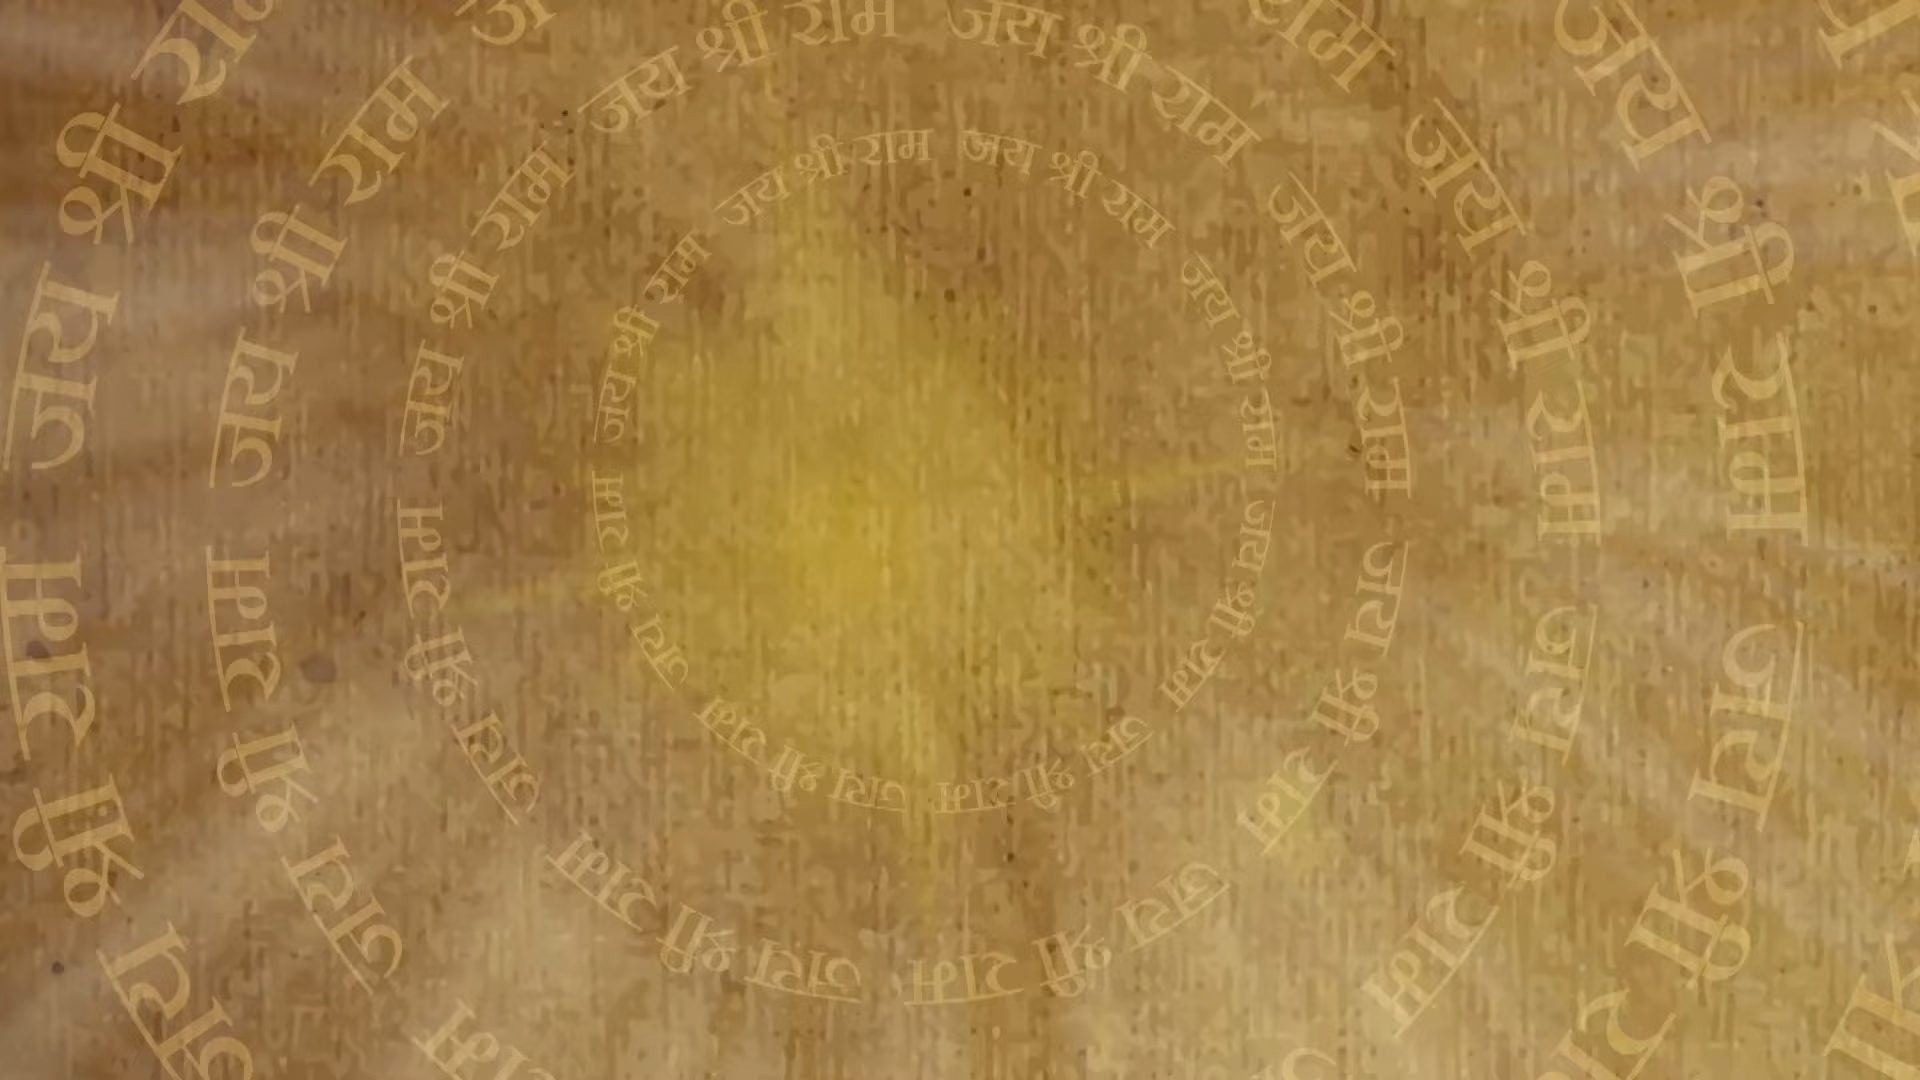 जय श्री राम जय श्री राम जय श्री राम जय श्री राम जय श्री राम जय श्री राम जय श्री राम जय श्री राम
जय श्री राम जय श्री राम जय श्री राम जय श्री राम जय श्री राम जय श्री राम जय श्री राम जय श्री राम
जय श्री राम राम जय श्री राम जय श्री राम जय श्री राम
जय श्री जय श्री राम जय श्री जय श्री राम